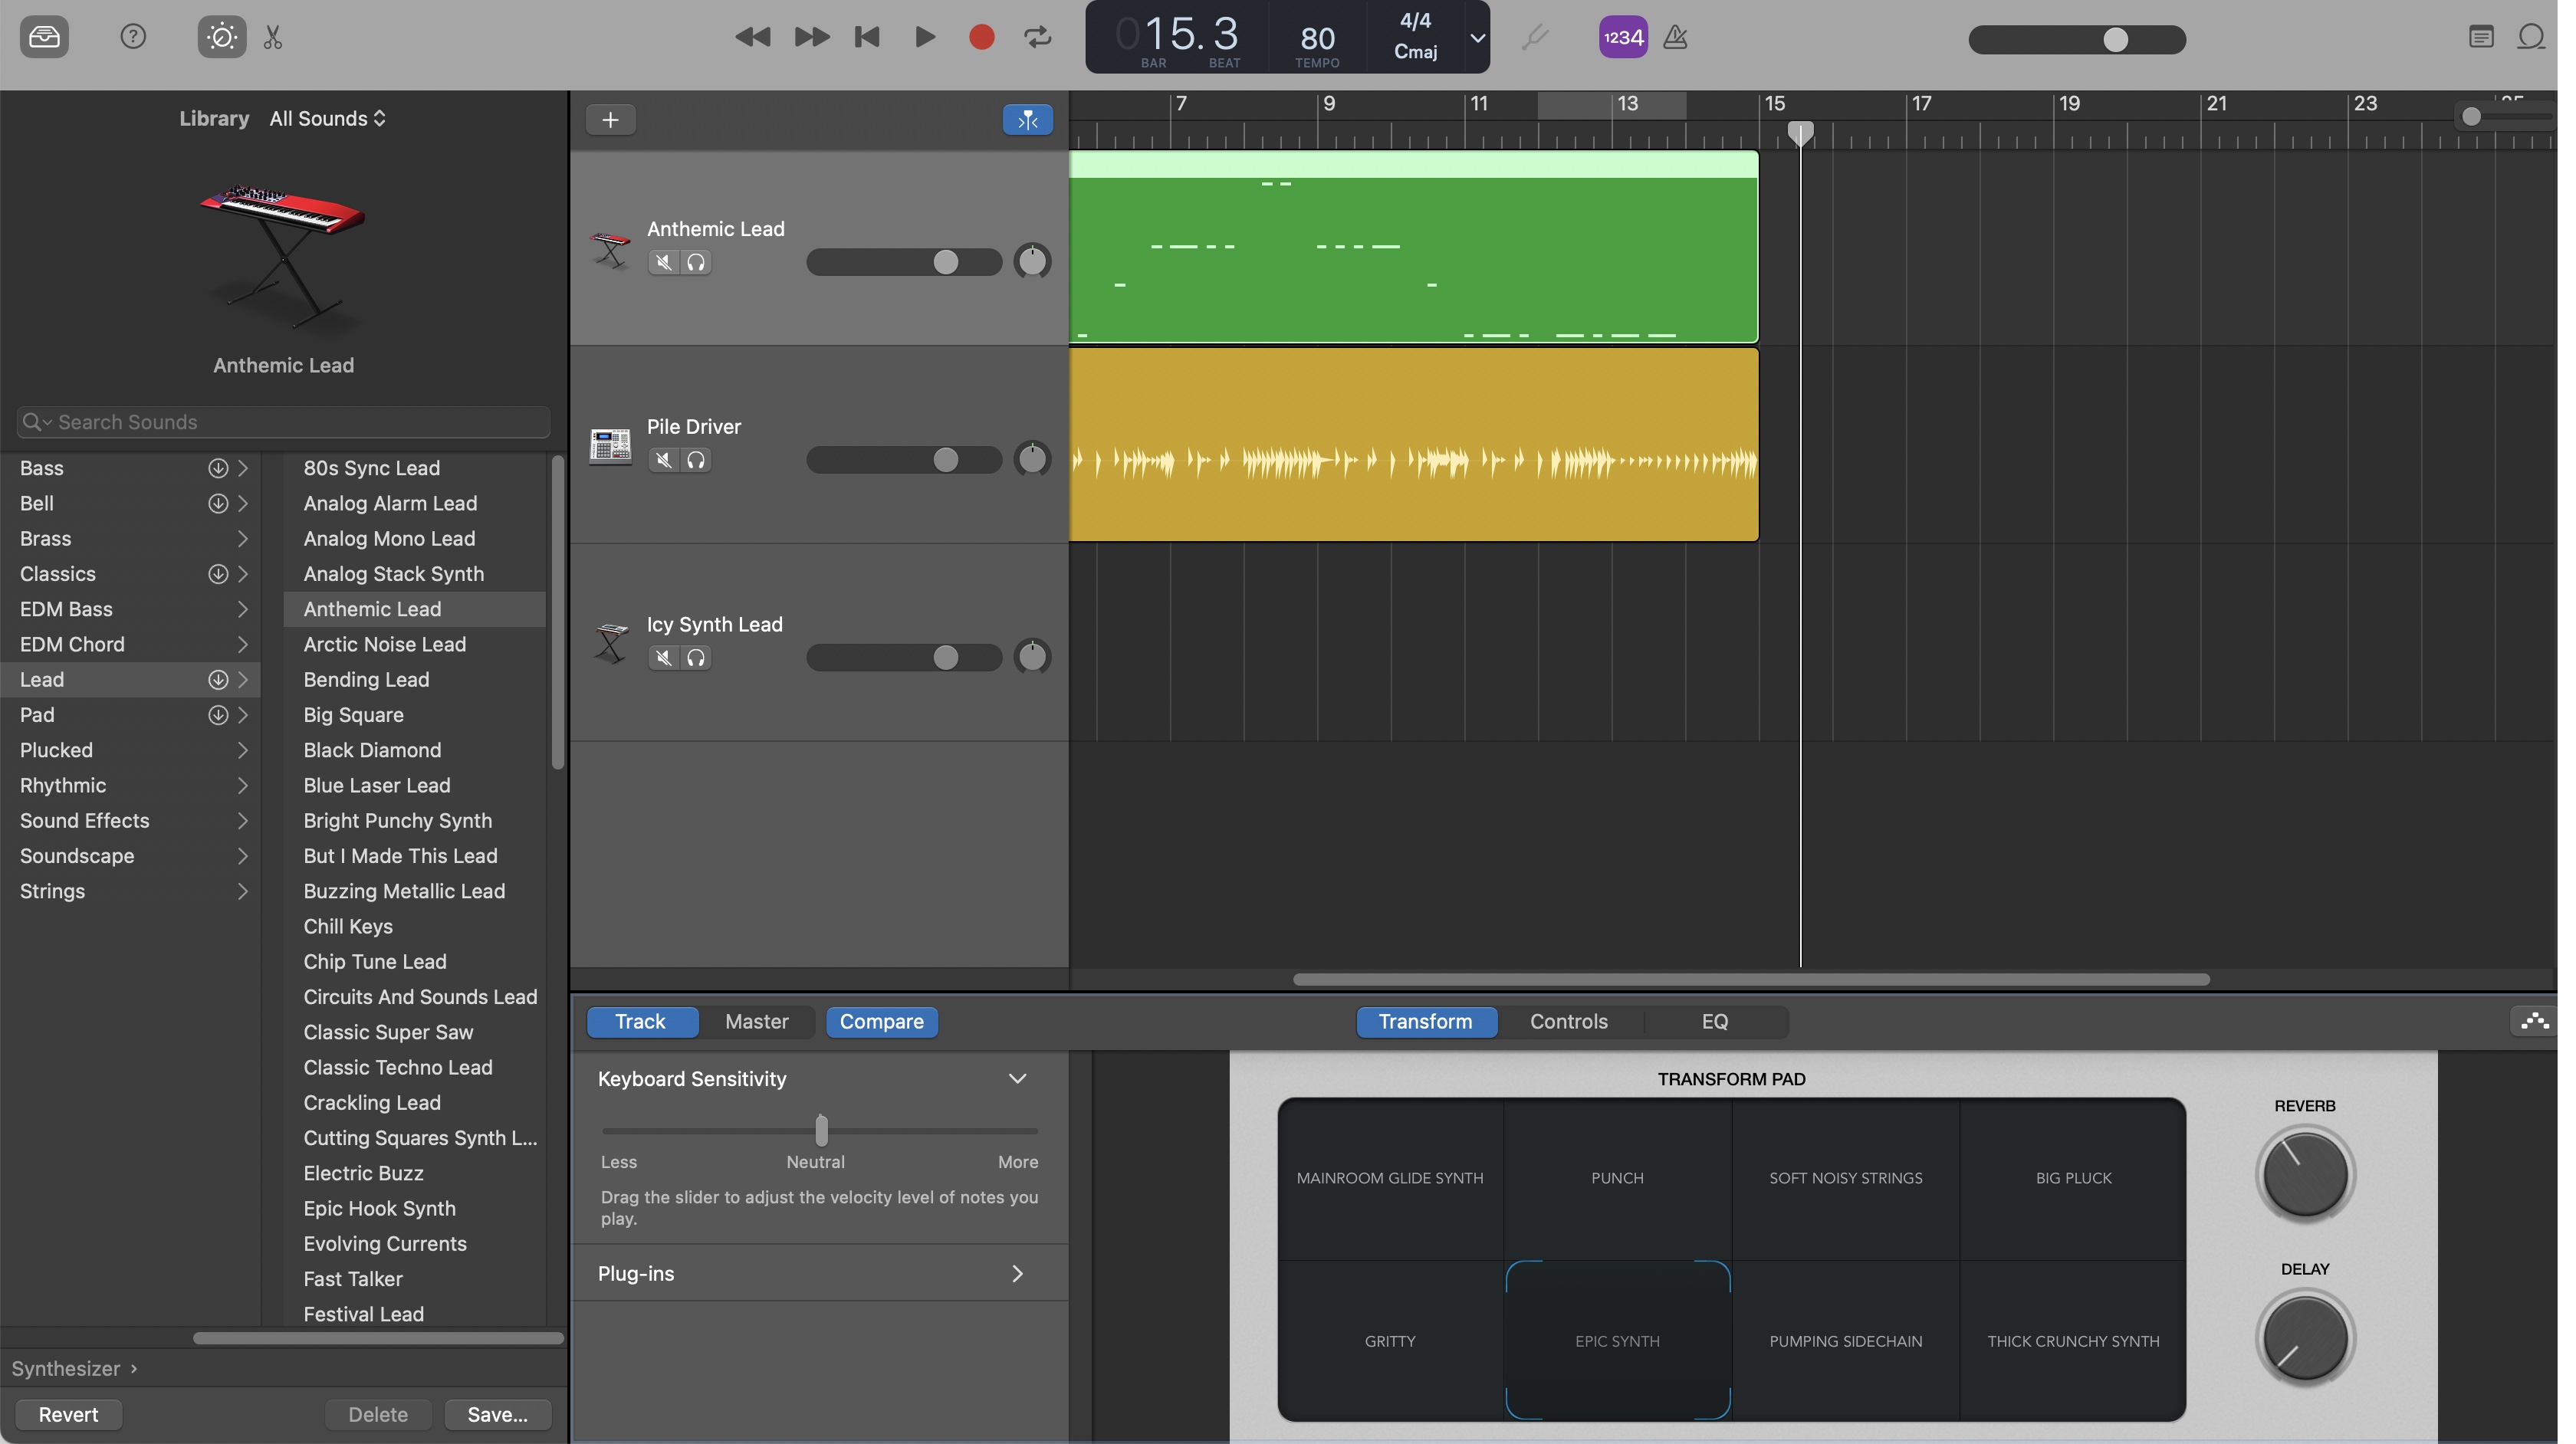 015.3
BAR
BEAT
80
TEMPO
4/4
Cmaj
1234
Library
All Sounds
Anthemic Lead
Search Sounds
Bass
Bell
Brass
Classics
EDM Bass
EDM Chord
Lead
Pad
Plucked
Rhythmic
Sound Effects
Soundscape
Strings
80s Sync Lead
Analog Alarm Lead
Analog Mono Lead
Analog Stack Synth
Anthemic Lead
Arctic Noise Lead
Bending Lead
Big Square
Black Diamond
Blue Laser Lead
Bright Punchy Synth
But I Made This Lead
Buzzing Metallic Lead
Chill Keys
Chip Tune Lead
Circuits And Sounds Lead
Classic Super Saw
Classic Techno Lead
Crackling Lead
Cutting Squares Synth L...
Electric Buzz
Epic Hook Synth
Evolving Currents
Fast Talker
Festival Lead
Synthesizer ›
Revert
Delete
Save...
7 9 11 13 15 17 19 21 23
Anthemic Lead
Pile Driver
Icy Synth Lead
Track
Master
Compare
Transform
Controls
EQ
Keyboard Sensitivity
Less
Neutral
More
Drag the slider to adjust the velocity level of notes you
play.
Plug-ins
TRANSFORM PAD
MAINROOM GLIDE SYNTH
PUNCH
SOFT NOISY STRINGS
BIG PLUCK
GRITTY
EPIC SYNTH
PUMPING SIDECHAIN
THICK CRUNCHY SYNTH
REVERB
DELAY